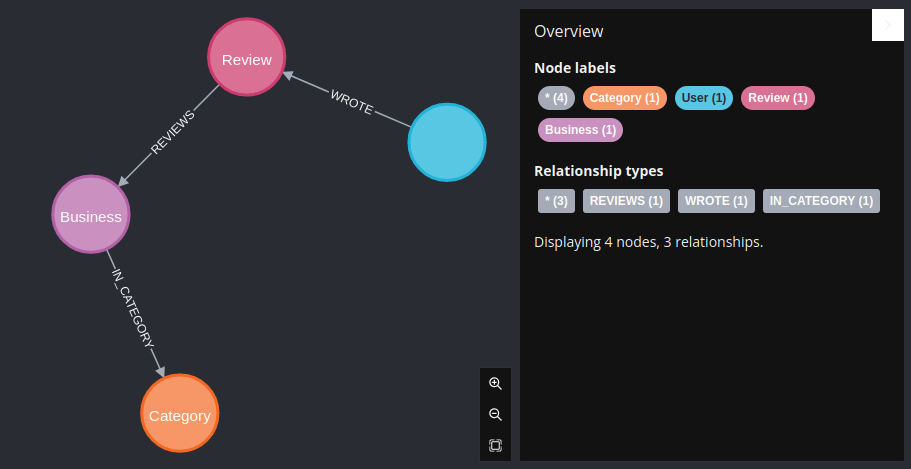 Review
WROTE
REVIEWS
Business
IN_CATEGORY
Category
Overview
Node labels
* (4) Category (1) User (1) Review (1)
Business (1)
Relationship types
* (3) REVIEWS (1) WROTE (1) IN_CATEGORY (1)
Displaying 4 nodes, 3 relationships.